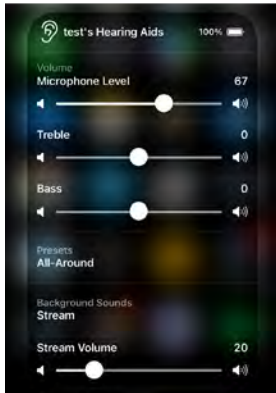 test's Hearing Aids 100%
Volume
Microphone Level 67
Treble 0
Bass 0
Presets
All-Around
Background Sounds
Stream
Stream Volume 20